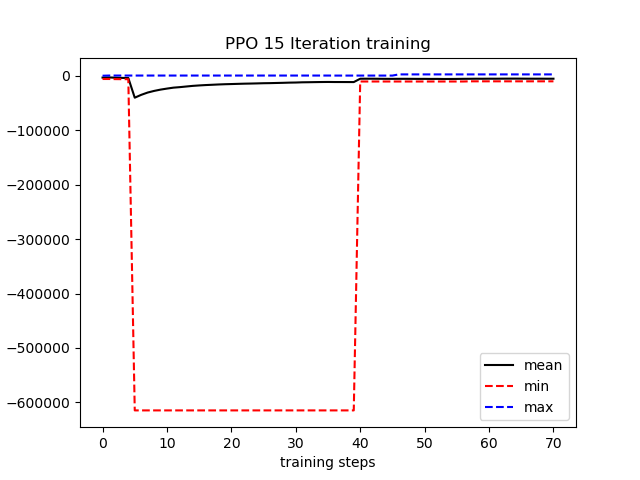 PPO 15 Iteration training
0
−100000
−200000
−300000
−400000
−500000
−600000
mean
min
max
0 10 20 30 40 50 60 70
training steps